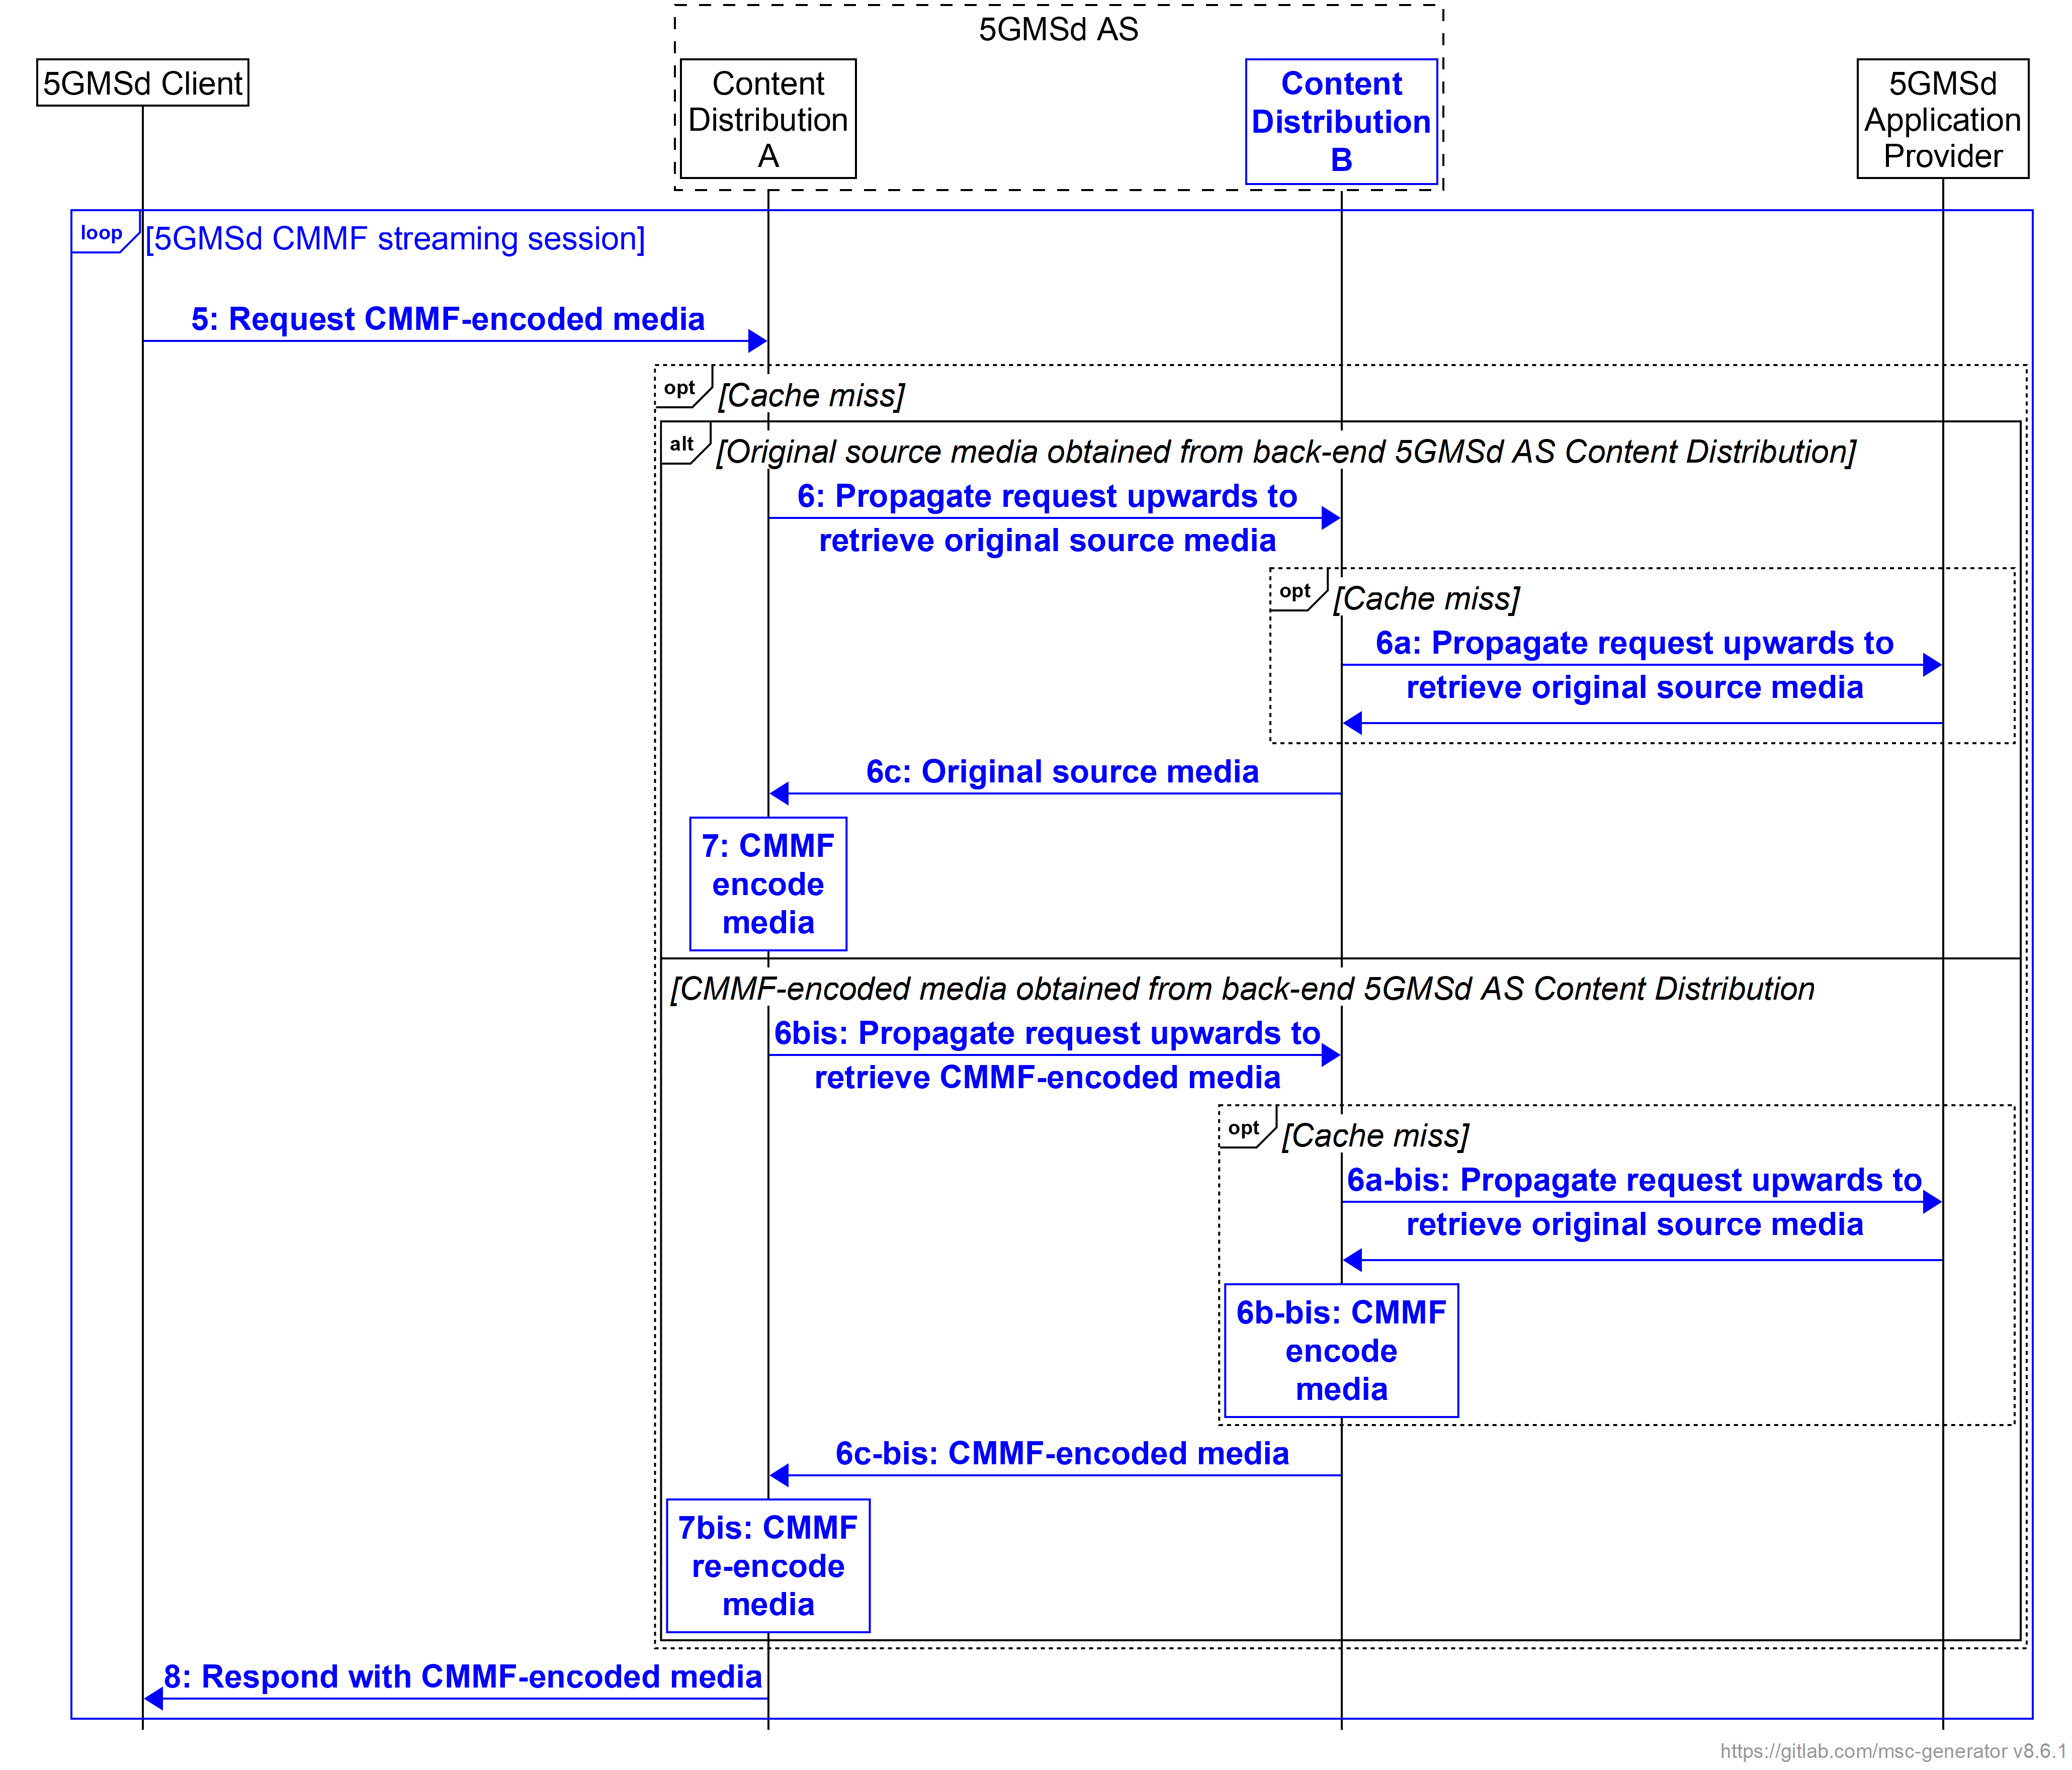 5GMSd AS
5GMSd Client
Content
Distribution
A
Content
Distribution
B
5GMSd
Application
Provider
loop
[5GMSd CMMF streaming session]
5: Request CMMF-encoded media
opt
[Cache miss]
alt
[Original source media obtained from back-end 5GMSd AS Content Distribution]
6: Propagate request upwards to
retrieve original source media
opt
[Cache miss]
6a: Propagate request upwards to
retrieve original source media
6c: Original source media
7: CMMF
encode
media
[CMMF-encoded media obtained from back-end 5GMSd AS Content Distribution
6bis: Propagate request upwards to
retrieve CMMF-encoded media
opt
[Cache miss]
6a-bis: Propagate request upwards to
retrieve original source media
6b-bis: CMMF
encode
media
6c-bis: CMMF-encoded media
7bis: CMMF
re-encode
media
8: Respond with CMMF-encoded media
https://gitlab.com/msc-generator v8.6.1